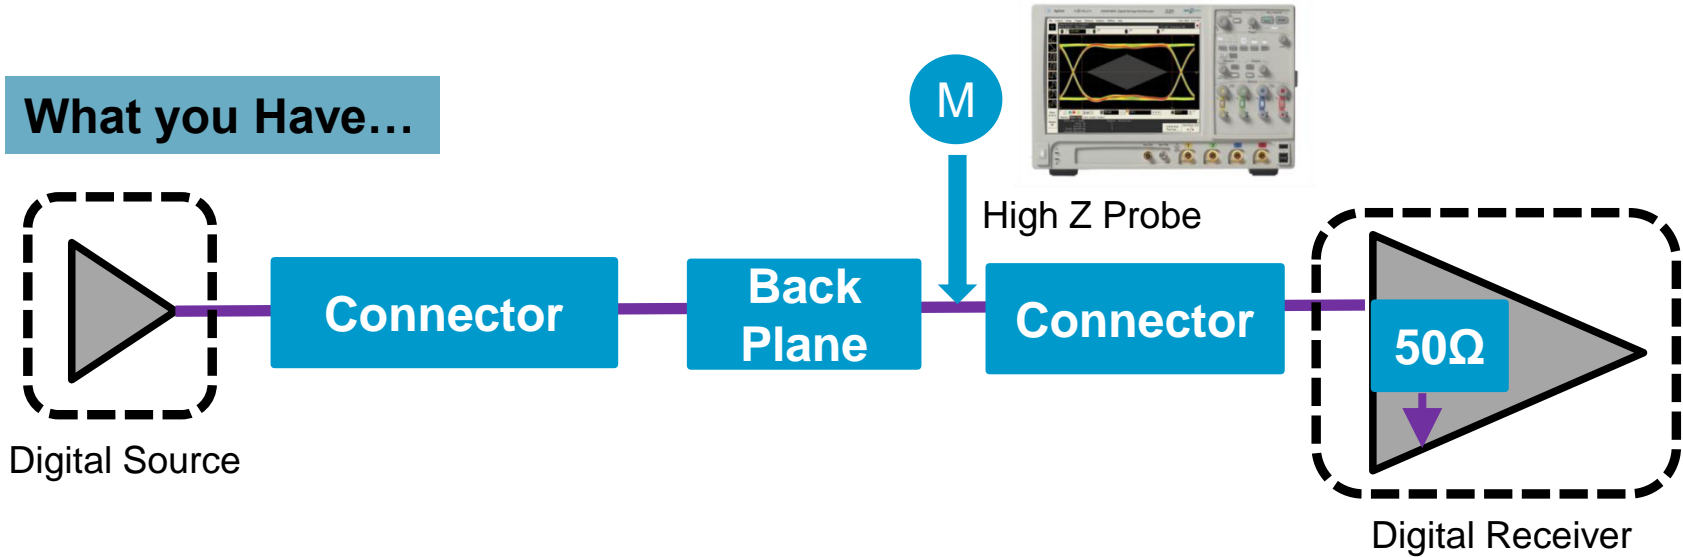 What you Have...
M
High Z Probe
Connector
Back
Plane
Connector
50Ω
Digital Source
Digital Receiver